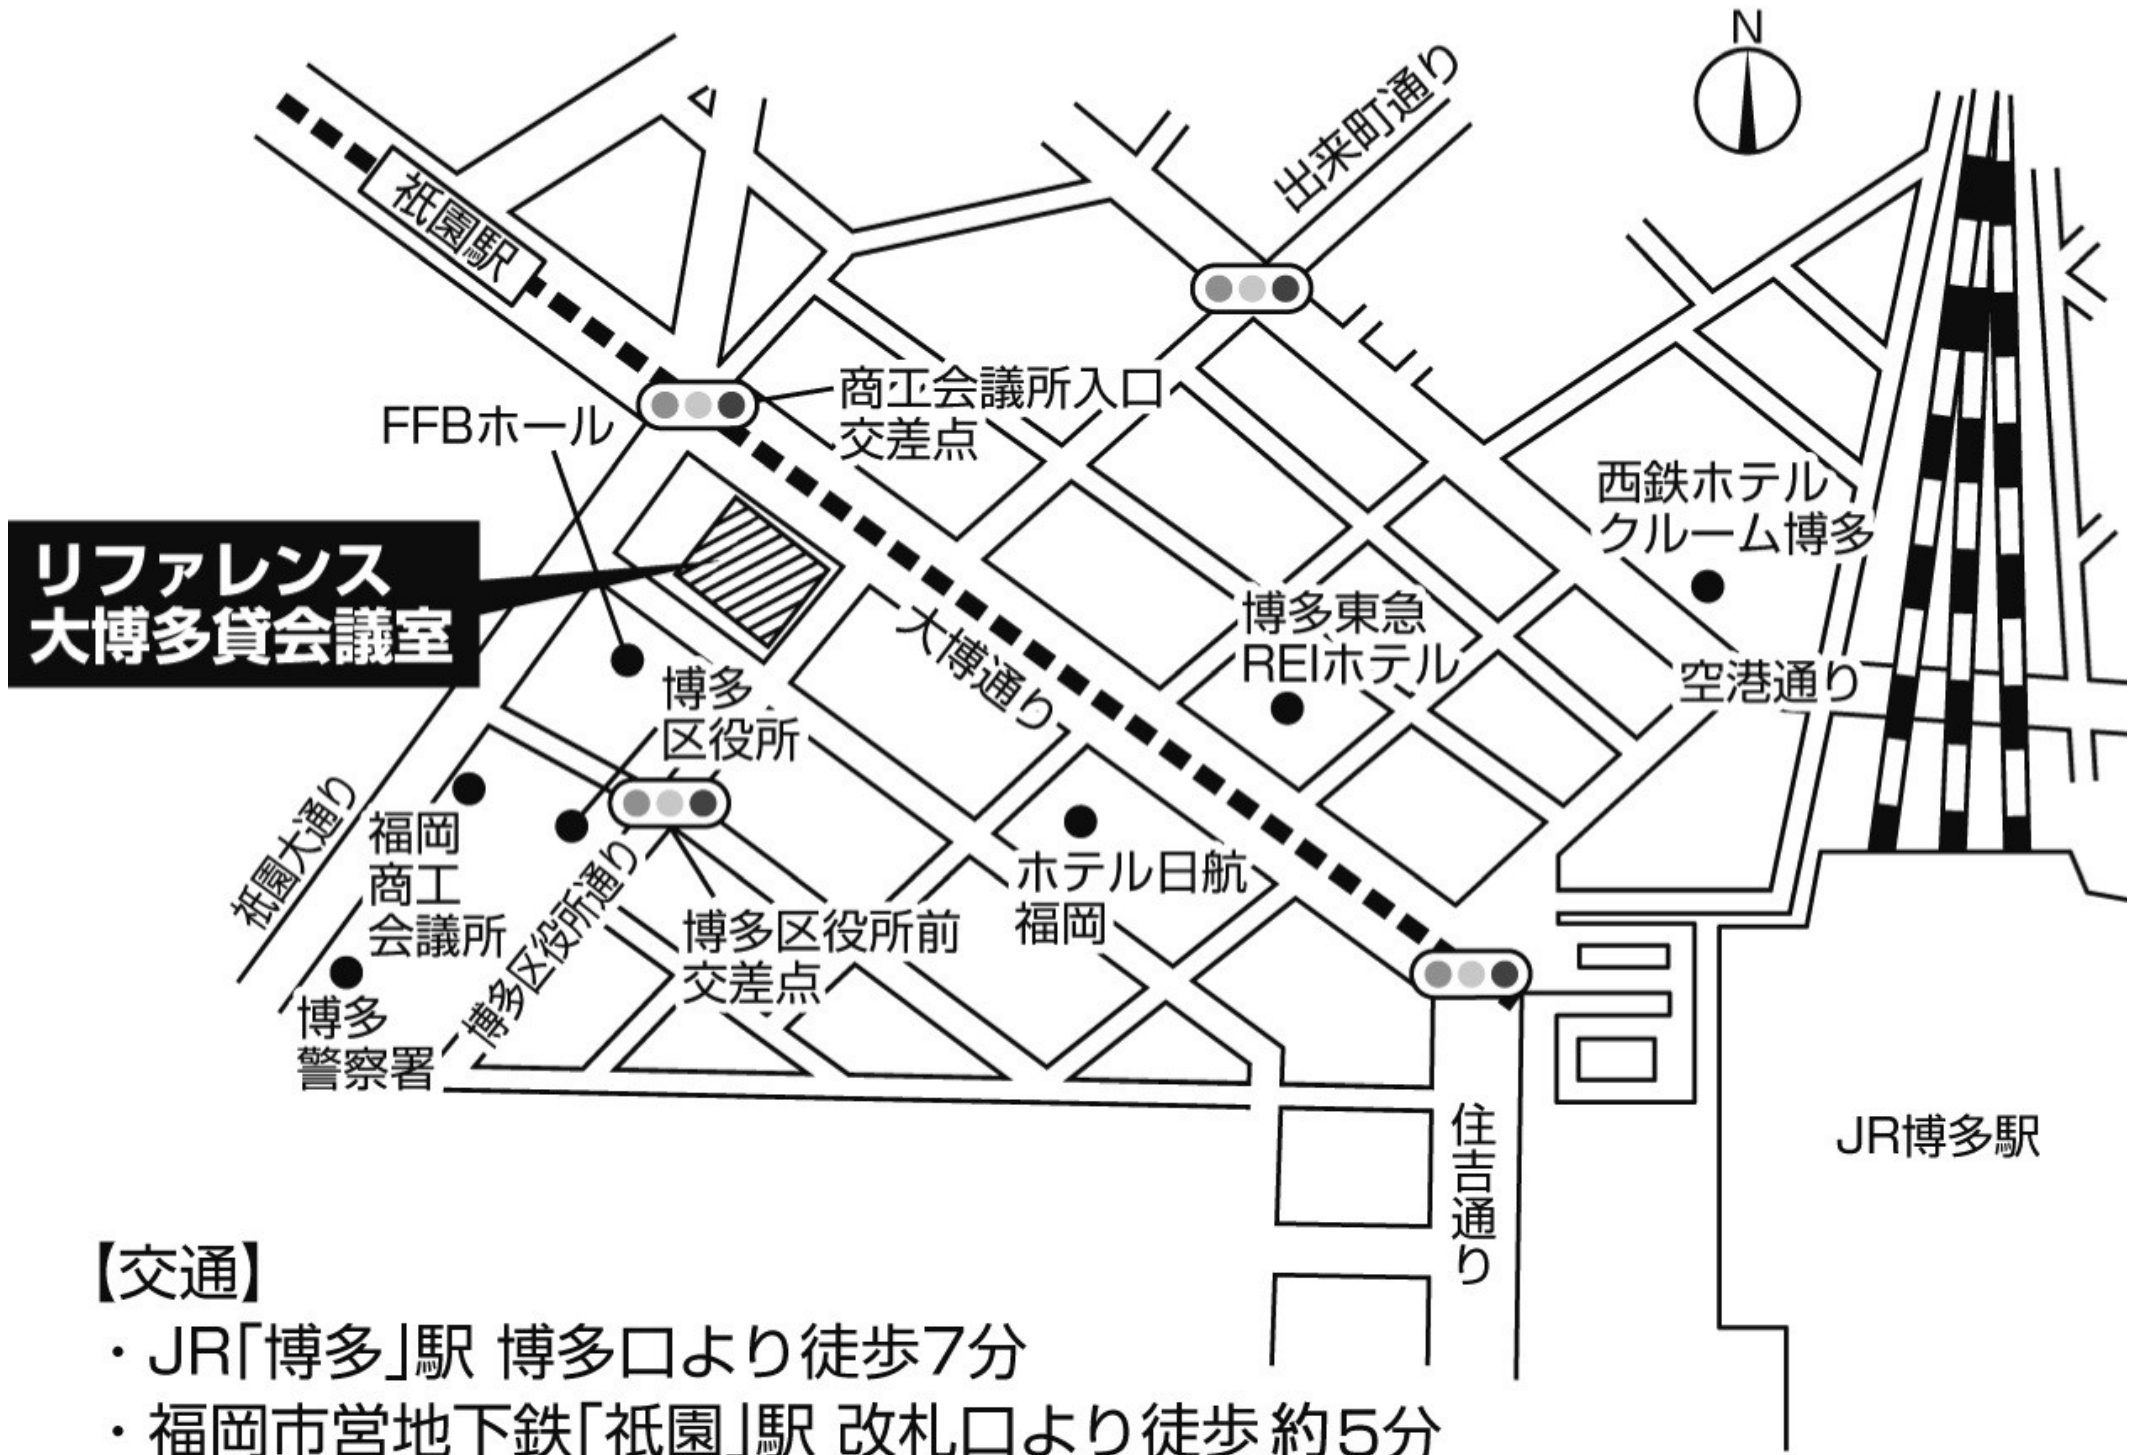 N
出来町通り
祇園駅
商工会議所入口
交差点
FFBホール
西鉄ホテル
クルーム博多
リファレンス
大博多貸会議室
博多東急
REIホテル
大博通り
空港通り
博多
区役所
祇園大通り
福岡
商工
会議所
博多区役所通り
ホテル日航
福岡
博多区役所前
交差点
博多
警察署
住吉通り
JR博多駅
【交通】
・JR「博多」駅 博多口より徒歩7分
・福岡市営地下鉄「祇園」駅 改札口より徒歩 約5分